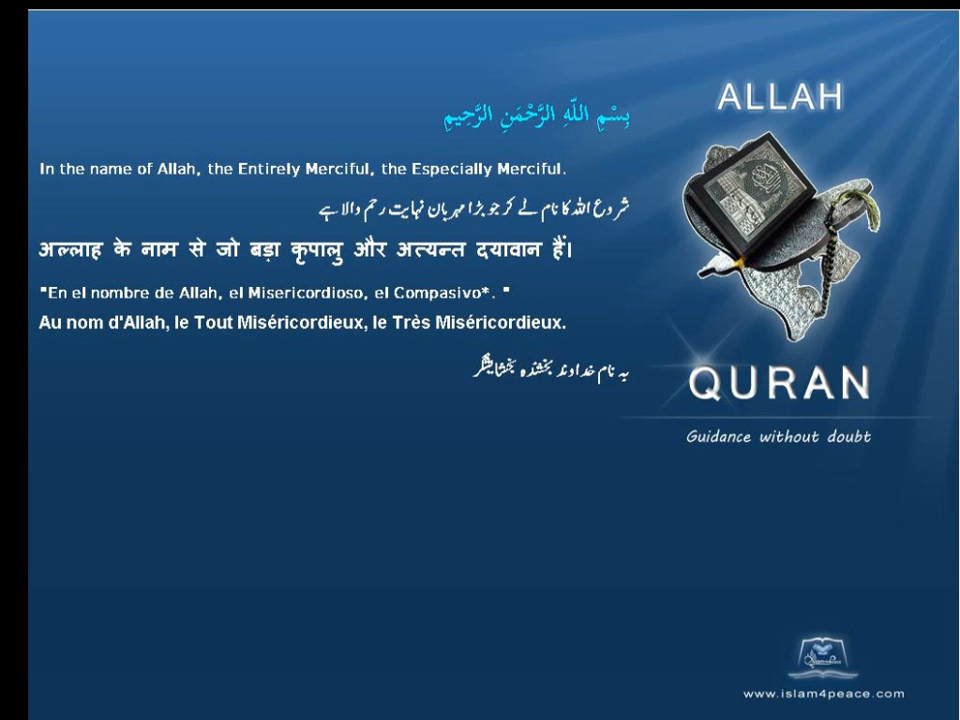 بِسْمِ اللَّهِ الرَّحْمَنِ الرَّحِيمِ
In the name of Allah, the Entirely Merciful, the Especially Merciful.
شروع اللہ کا نام لے کر جو بڑا مہربان نہایت رحم والا ہے
अल्लाह के नाम से जो बड़ा कृपालु और अत्यन्त दयावान हैं।
"En el nombre de Allah, el Misericordioso, el Compasivo*. "
Au nom d'Allah, le Tout Miséricordieux, le Très Miséricordieux.
به نام خداوند بخشنده بخشایشگر
ALLAH
QURAN
Guidance without doubt
www.islam4peace.com